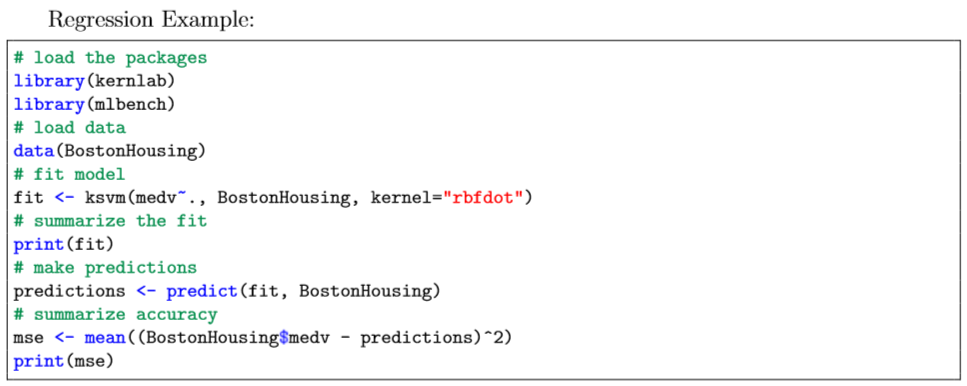 Regression Example:
# load the packages
library(kernlab)
library(mlbench)
# load data
data(BostonHousing)
# fit model
fit <- ksvm(medv~., BostonHousing, kernel="rbfdot")
# summarize the fit
print(fit)
# make predictions
predictions <- predict(fit, BostonHousing)
# summarize accuracy
mse <- mean((BostonHousing$medv - predictions)^2)
print(mse)